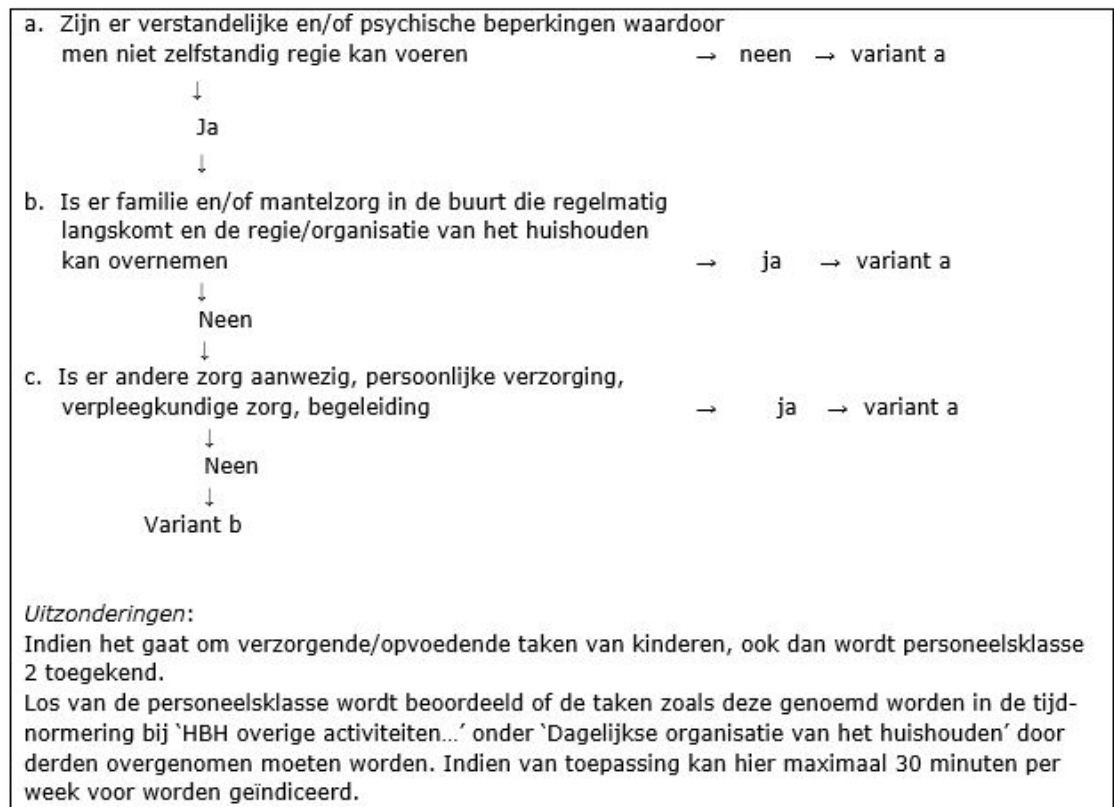 a. Zijn er verstandelijke en/of psychische beperkingen waardoor
men niet zelfstandig regie kan voeren → neen → variant a
↓
Ja
↓
b. Is er familie en/of mantelzorg in de buurt die regelmatig
langskomt en de regie/organisatie van het huishouden
kan overnemen → ja → variant a
↓
Neen
↓
c. Is er andere zorg aanwezig, persoonlijke verzorging,
verpleegkundige zorg, begeleiding → ja → variant a
↓
Neen
↓
Variant b
Uitzonderingen:
Indien het gaat om verzorgende/opvoedende taken van kinderen, ook dan wordt personeelsklasse
2 toegekend.
Los van de personeelsklasse wordt beoordeeld of de taken zoals deze genoemd worden in de tijd-
normering bij ‘HBH overige activiteiten...’ onder ‘Dagelijkse organisatie van het huishouden’ door
derden overgenomen moeten worden. Indien van toepassing kan hier maximaal 30 minuten per
week voor worden geïndiceerd.